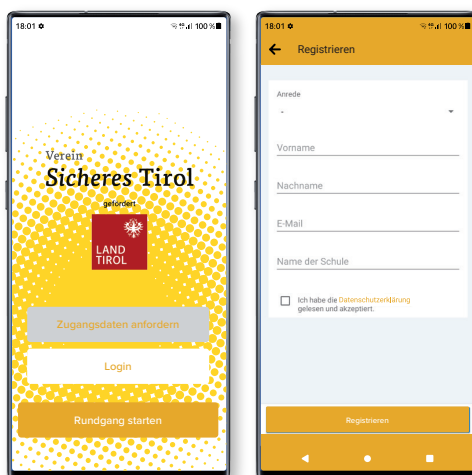 18:01
100 %
Verein
Sicheres Tirol
gefördert
LAND
TIROL
Zugangsdaten anfordern
Login
Rundgang starten
18:01
100 %
Registrieren
Anrede
-
Vorname
Nachname
E-Mail
Name der Schule
Ich habe die Datenschutzerklärung
gelesen und akzeptiert.
Registrieren